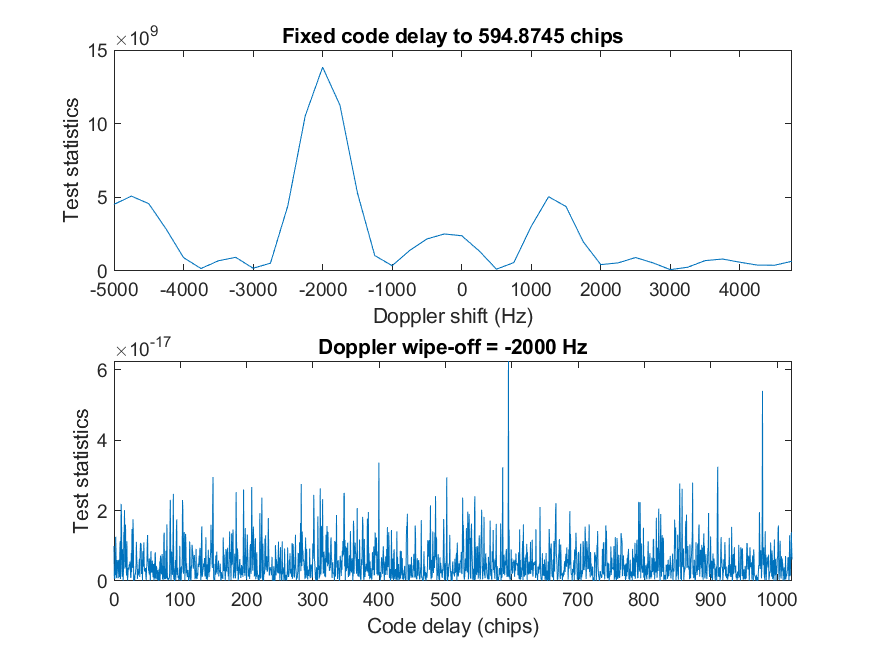 ×10⁹
Fixed code delay to 594.8745 chips
15
10
5
0
Test statistics
-5000 -4000 -3000 -2000 -1000 0 1000 2000 3000 4000
Doppler shift (Hz)
×10⁻¹⁷
Doppler wipe-off = -2000 Hz
6
4
2
0
Test statistics
0 100 200 300 400 500 600 700 800 900 1000
Code delay (chips)